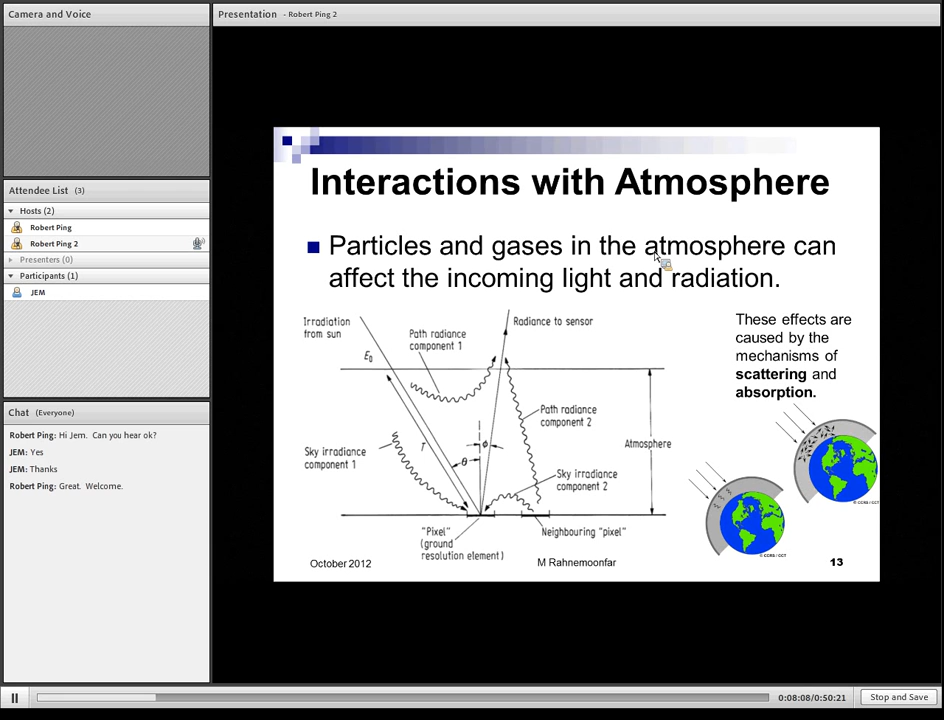 Camera and Voice
Attendee List (3)
Hosts (2)
Robert Ping
Robert Ping 2
Presenters (0)
Participants (1)
JEM
Chat (Everyone)
Robert Ping: Hi Jem. Can you hear ok?
JEM: Yes
JEM: Thanks
Robert Ping: Great. Welcome.
Presentation - Robert Ping 2
Interactions with Atmosphere
Particles and gases in the atmosphere can
affect the incoming light and radiation.
Irradiation
from sun
E₀
Path radiance
component 1
Radiance to sensor
Path radiance
component 2
Atmosphere
Sky irradiance
component 1
T
θ
ϕ
Sky irradiance
component 2
"Pixel"
(ground
resolution element)
Neighbouring "pixel"
These effects are
caused by the
mechanisms of
scattering and
absorption.
© CCRS / CCT
© CCRS / CCT
October 2012
M Rahnemoonfar
13
0:08:08/0:50:21
Stop and Save